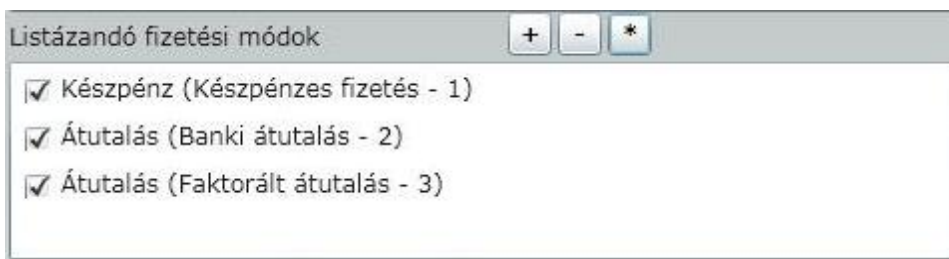 Listázandó fizetési módok + - *
Készpénz (Készpénzes fizetés - 1)
Átutalás (Banki átutalás - 2)
Átutalás (Faktorált átutalás - 3)